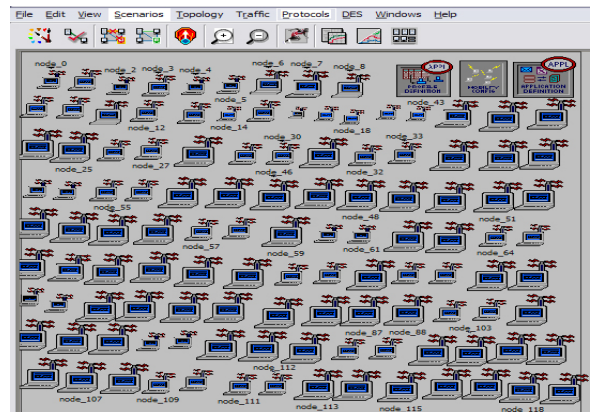 File Edit View Scenarios Topology Traffic Protocols DES Windows Help
node_0 node_2 node_3 node_4 node_6 node_7 node_8
APPL APPL
PROFILE DEFINITION MOBILITY CONFIG APPLICATION DEFINITION
node_5 node_43
node_12 node_14 node_18
node_30 node_33
node_25 node_27 node_46 node_32
node_55 node_48 node_51
node_57 node_59 node_61 node_64
node_87 node_88 node_103
node_112
node_107 node_109 node_111 node_113 node_115 node_118